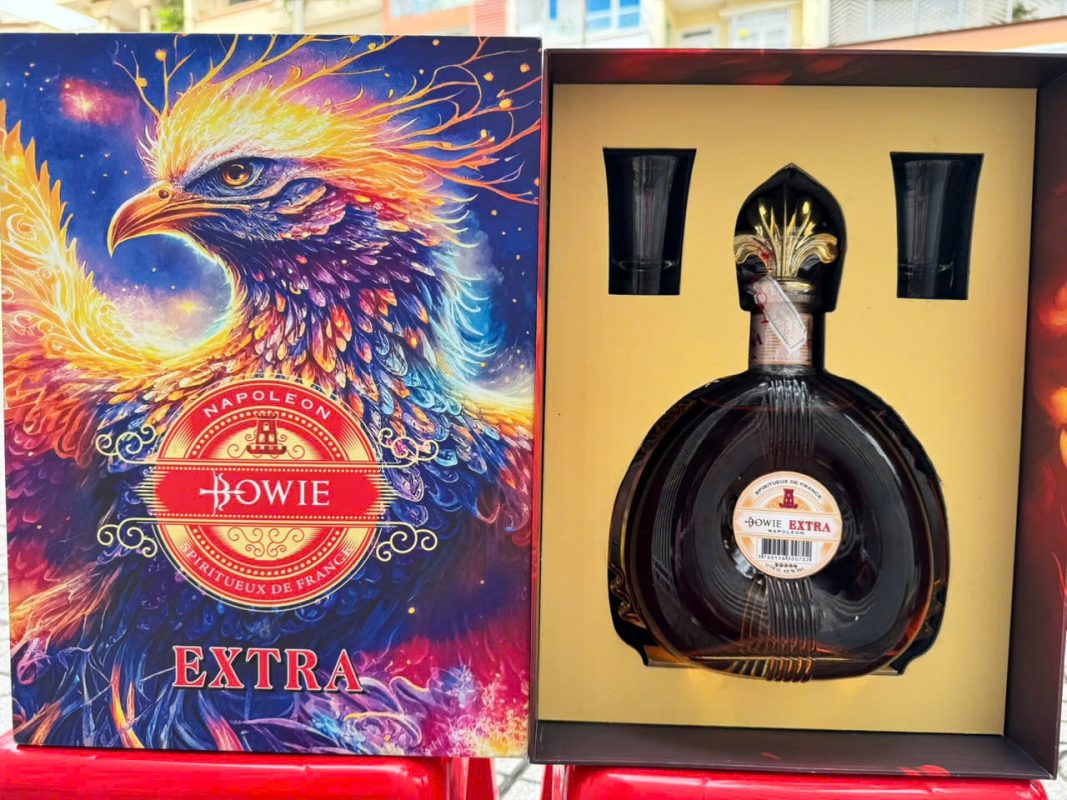 NAPOLEON
BOWIE
SPIRITUEUX DE FRANCE
EXTRA
SPIRITUEUX DE FRANCE
BOWIE EXTRA
NAPOLEON